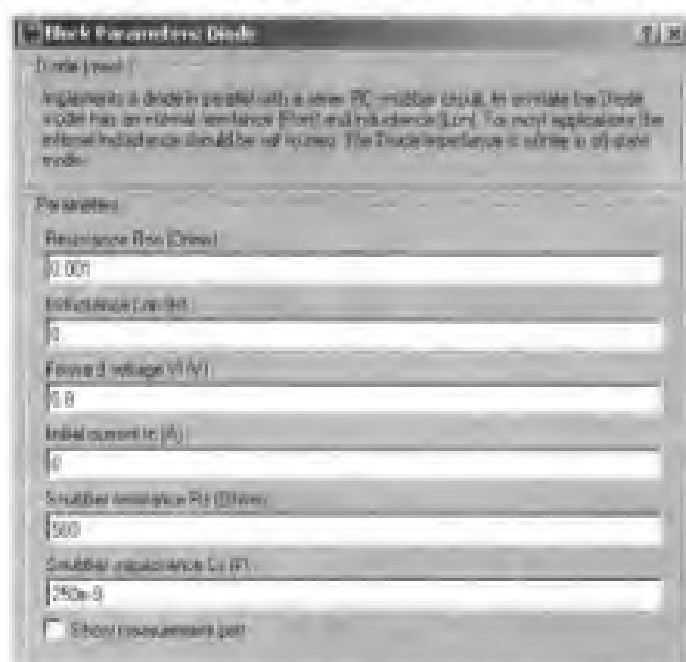 Block Parameters: Diode
Diode (mask)
Implements a diode in parallel with a series RC snubber circuit. In on-state the Diode
model has an internal resistance (Ron) and inductance (Lon). For most applications the
internal inductance should be set to zero. The Diode impedance is infinite in off-state
mode.
Parameters
Resistance Ron (Ohms)
0.001
Inductance Lon (H)
0
Forward voltage Vf (V)
0.8
Initial current Ic (A)
0
Snubber resistance Rs (Ohms)
500
Snubber capacitance Cs (F)
250e-9
Show measurement port